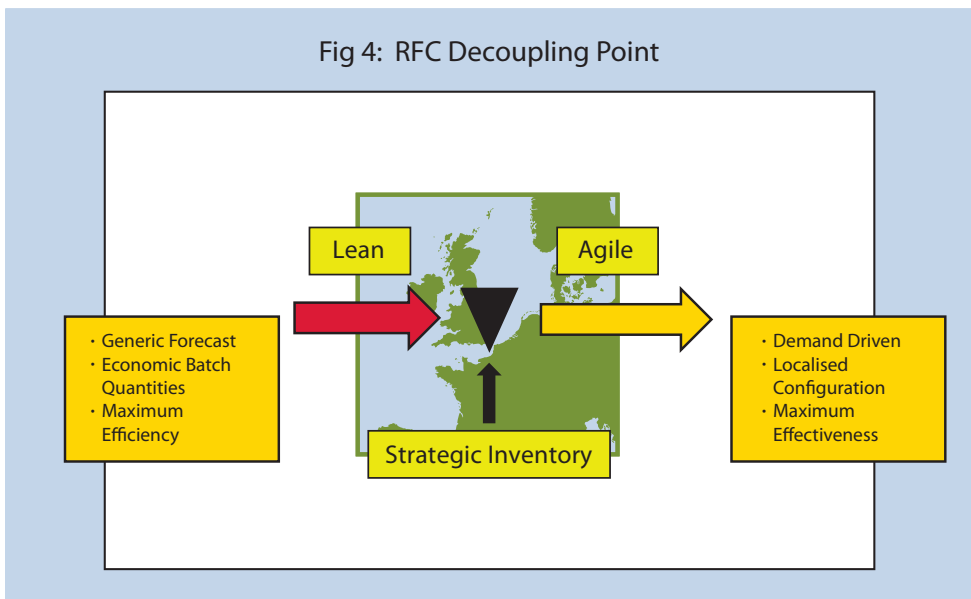 Fig 4: RFC Decoupling Point
Lean
Agile
· Generic Forecast
· Economic Batch
Quantities
· Maximum
Efficiency
· Demand Driven
· Localised
Configuration
· Maximum
Effectiveness
Strategic Inventory